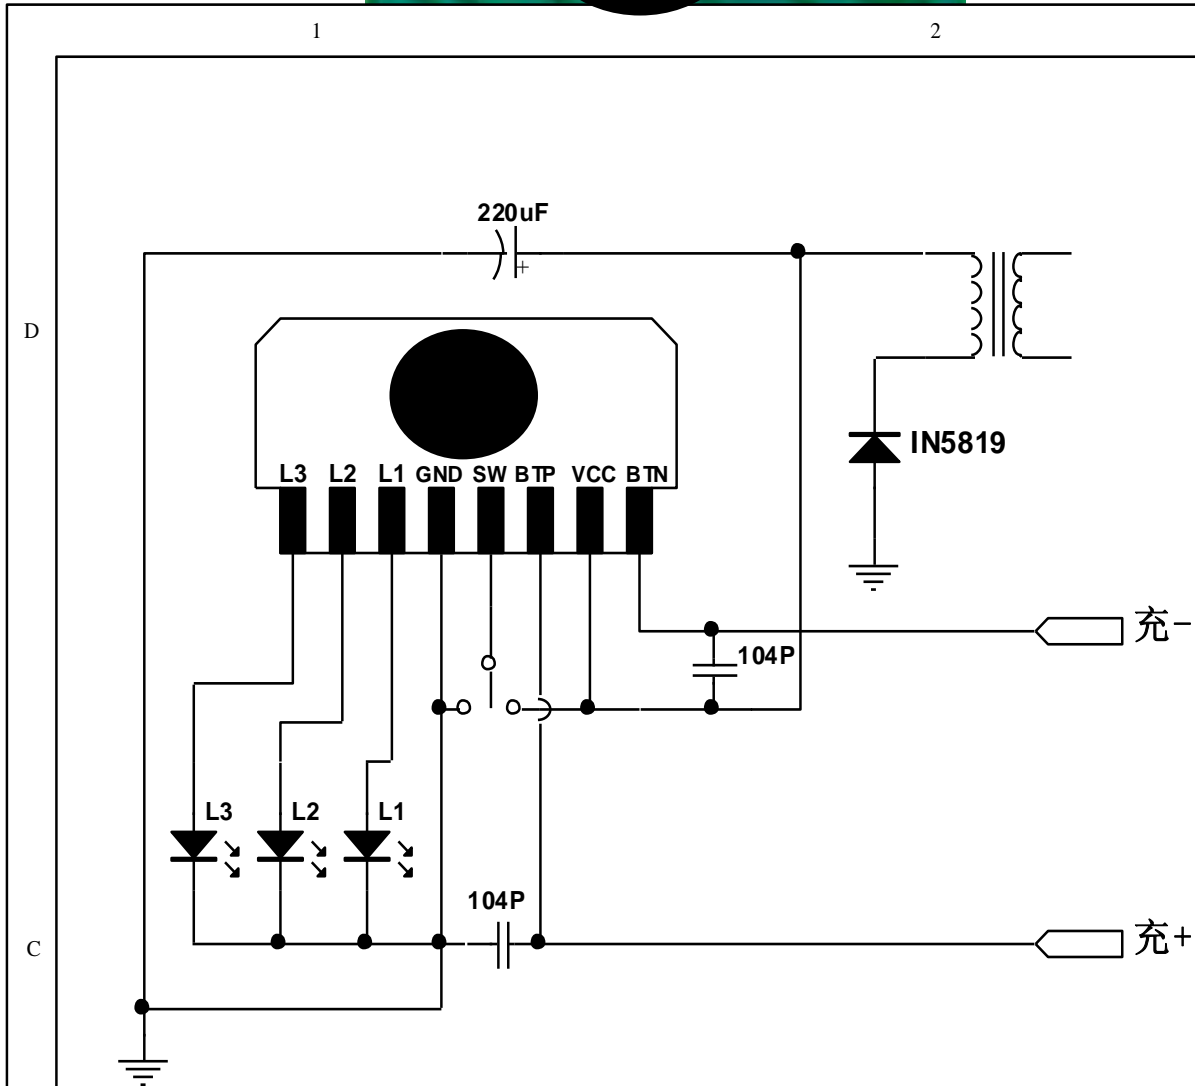 1
2
220uF
+
D
IN5819
L3 L2 L1 GND SW BTP VCC BTN
充-
104P
L3 L2 L1
104P
C
充+